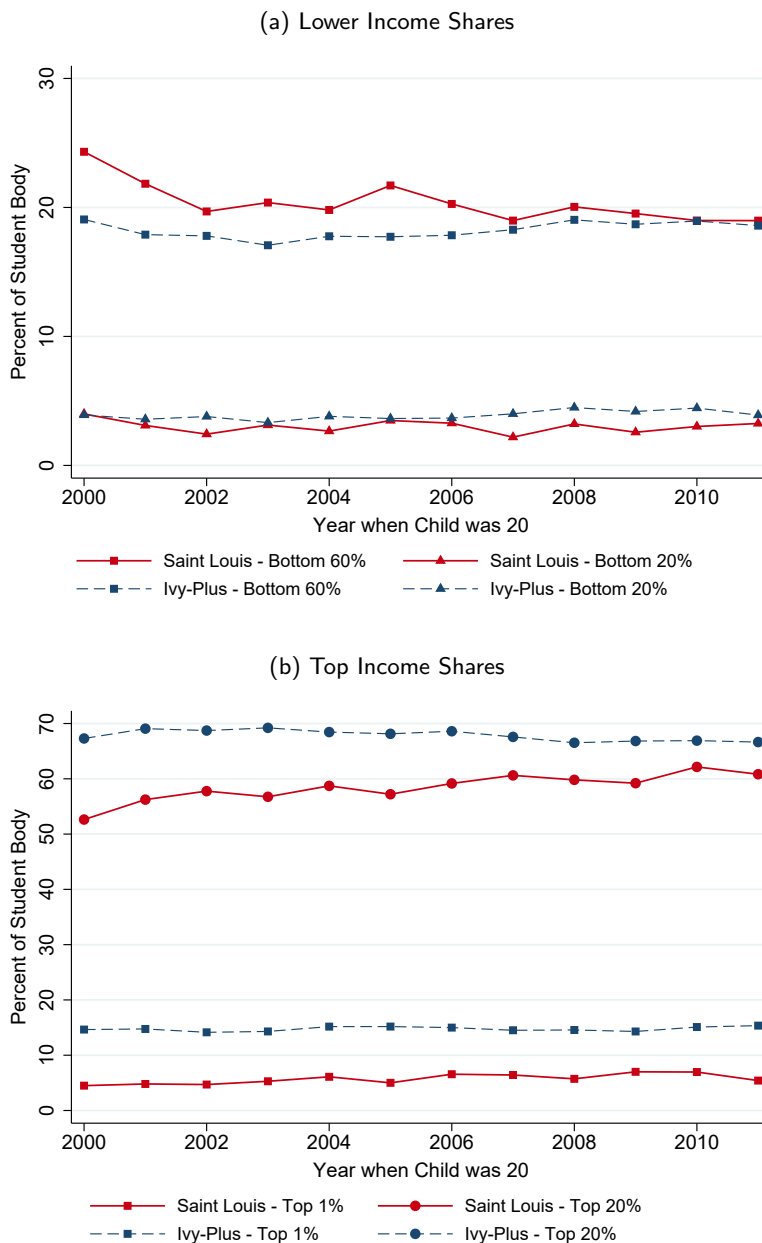 (a) Lower Income Shares
30
20
10
0
Percent of Student Body
2000 2002 2004 2006 2008 2010
Year when Child was 20
Saint Louis - Bottom 60% Saint Louis - Bottom 20%
Ivy-Plus - Bottom 60% Ivy-Plus - Bottom 20%
(b) Top Income Shares
70
60
50
40
30
20
10
0
Percent of Student Body
2000 2002 2004 2006 2008 2010
Year when Child was 20
Saint Louis - Top 1% Saint Louis - Top 20%
Ivy-Plus - Top 1% Ivy-Plus - Top 20%